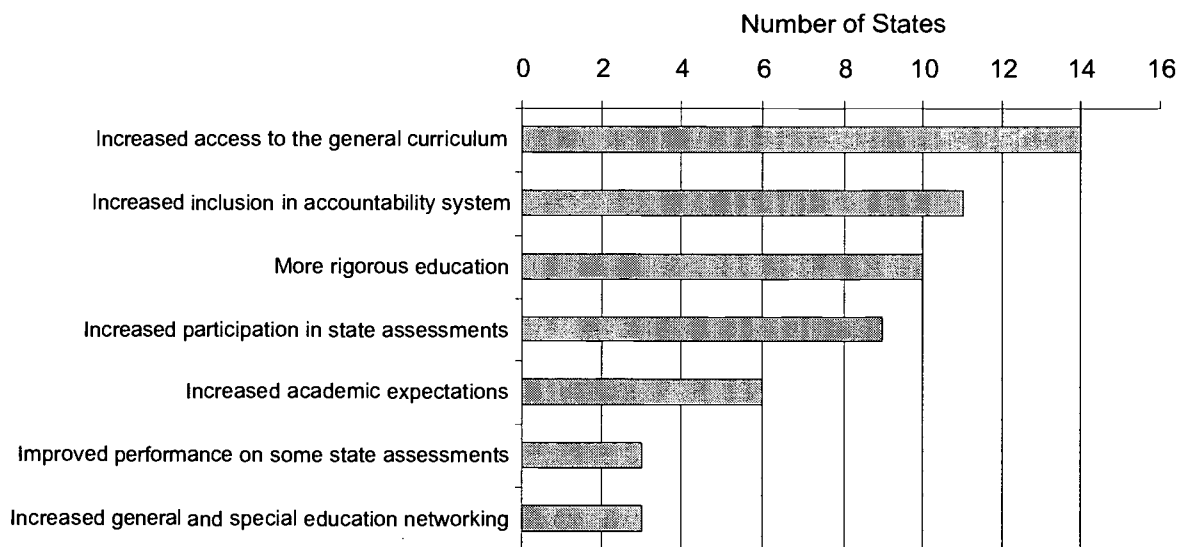 Number of States
0 2 4 6 8 10 12 14 16
Increased access to the general curriculum
Increased inclusion in accountability system
More rigorous education
Increased participation in state assessments
Increased academic expectations
Improved performance on some state assessments
Increased general and special education networking